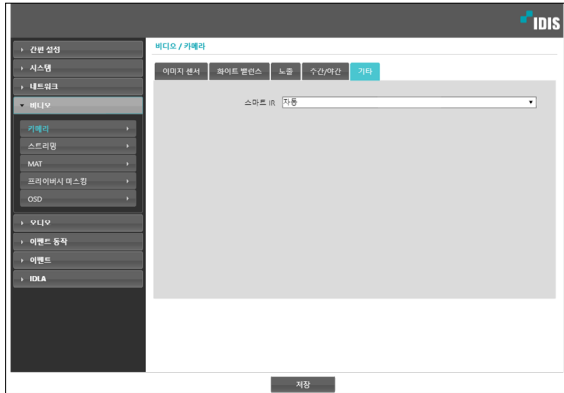 IDIS
간편 설정
시스템
네트워크
비디오
카메라
스트리밍
MAT
프라이버시 마스킹
OSD
오디오
이벤트 동작
이벤트
IDLA
비디오 / 카메라
이미지 센서 화이트 밸런스 노출 주간/야간 기타
스마트 IR 자동
저장